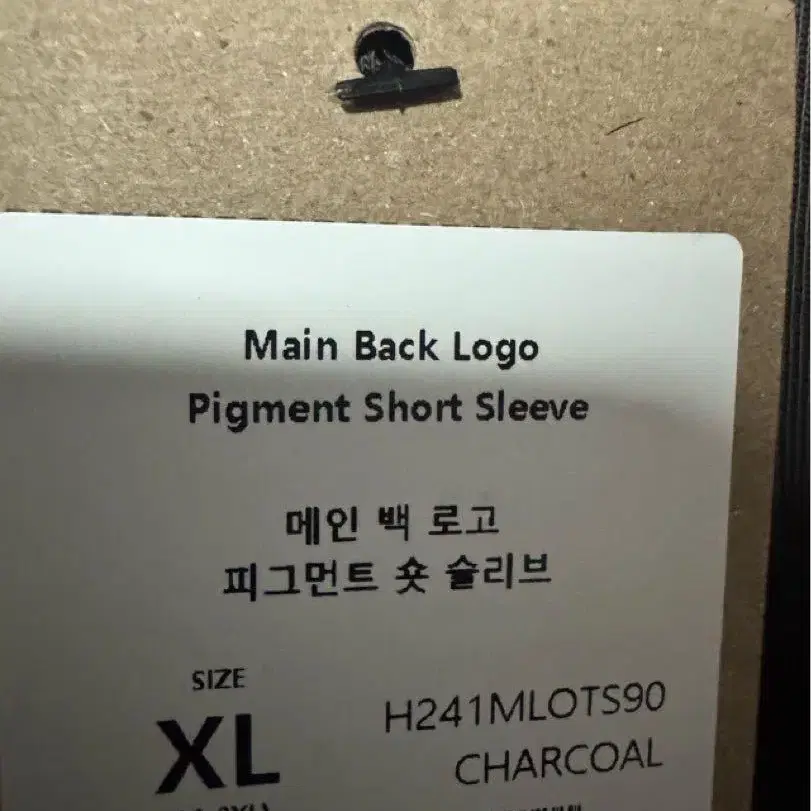 Main Back Logo
Pigment Short Sleeve
메인 백 로고
피그먼트 숏 슬리브
SIZE
XL
H241MLOTS90
CHARCOAL